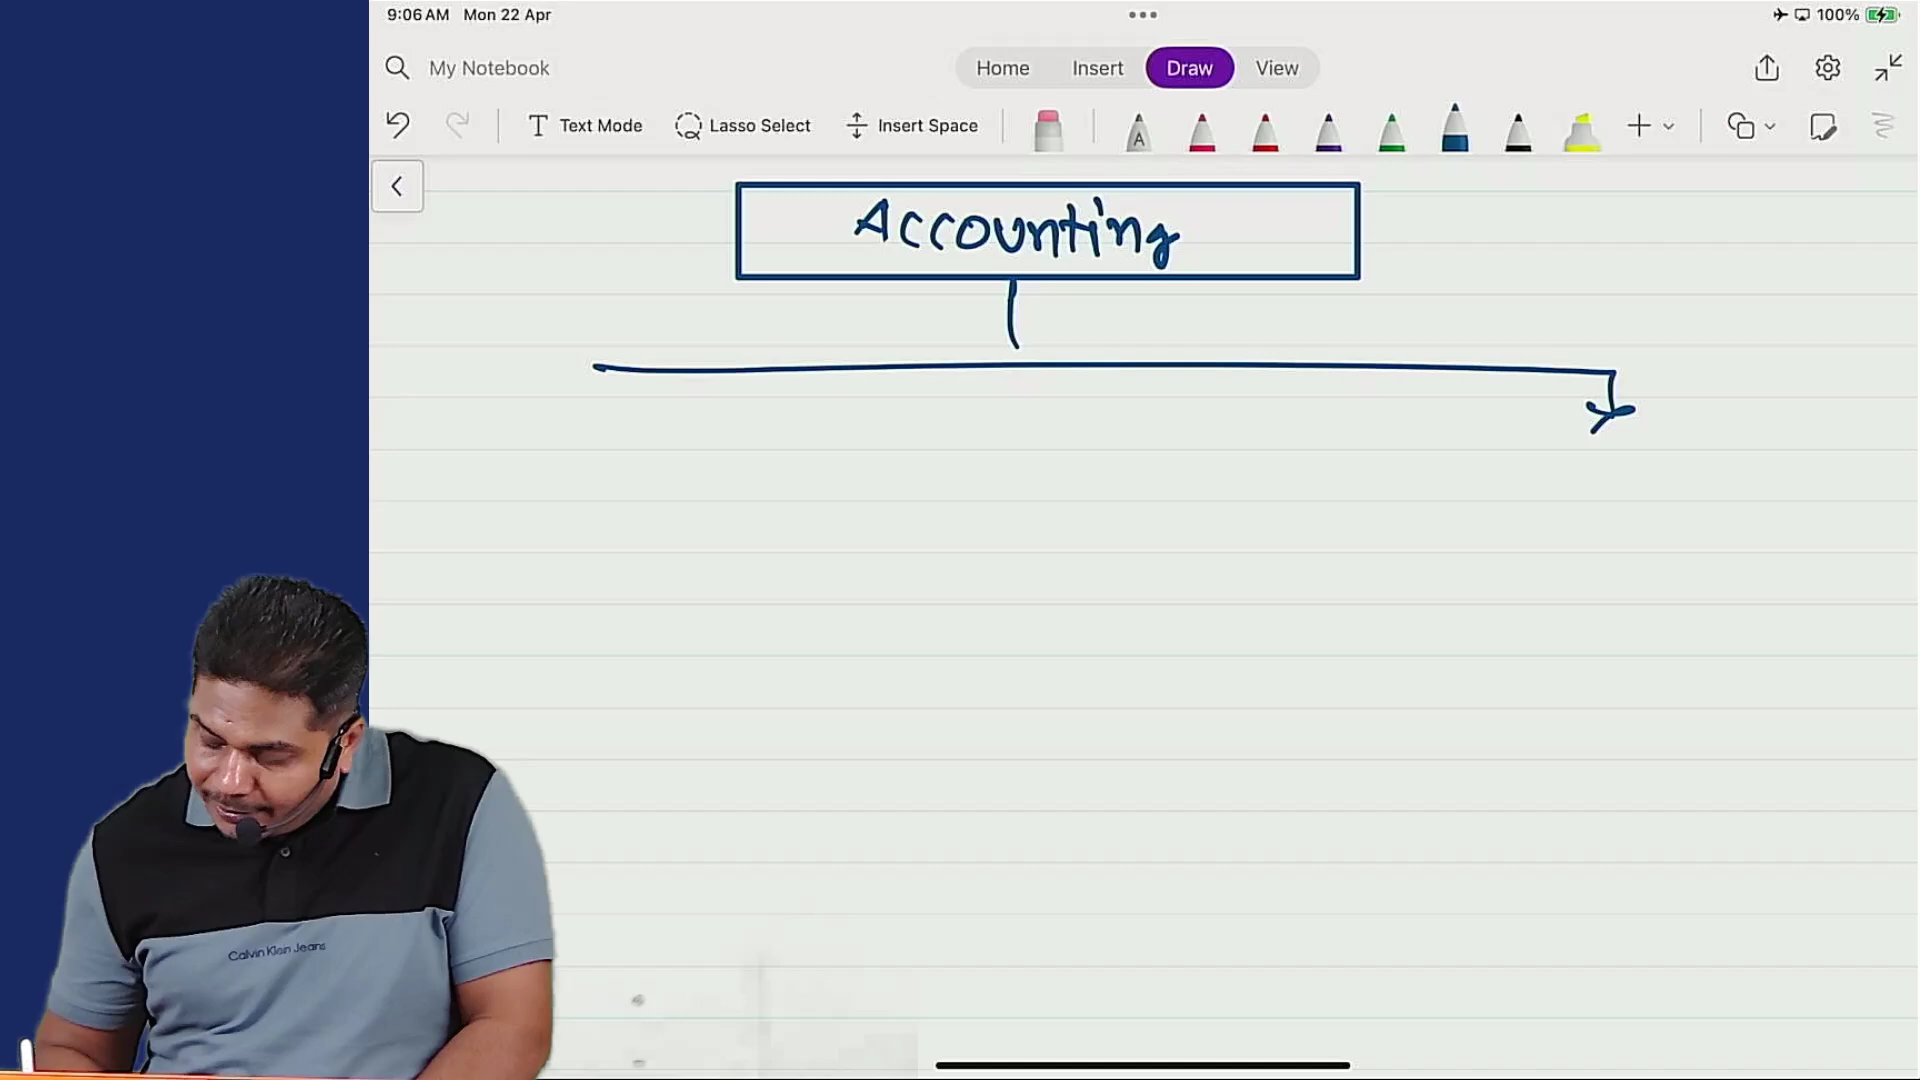 9:06 AM Mon 22 Apr
100%
My Notebook
Home Insert Draw View
Text Mode Lasso Select Insert Space
A
Accounting
Calvin Klein Jeans